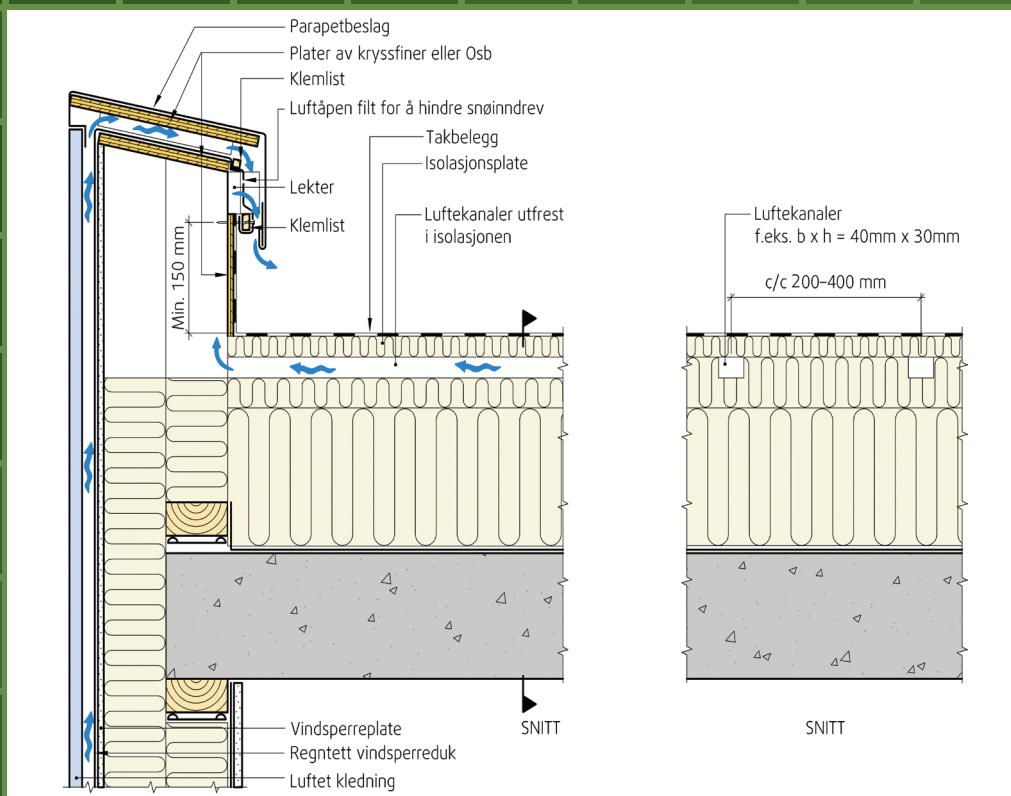 Parapetbeslag
Plater av kryssfiner eller Osb
Klemlist
Luftåpen filt for å hindre snøinndrev
Takbelegg
Isolasjonsplate
Lekter
Luftekanaler utfrest
i isolasjonen
Klemlist
Min. 150 mm
Luftekanaler
f.eks. b x h = 40mm x 30mm
c/c 200–400 mm
Vindsperreplate
Regntett vindsperreduk
Luftet kledning
SNITT
SNITT